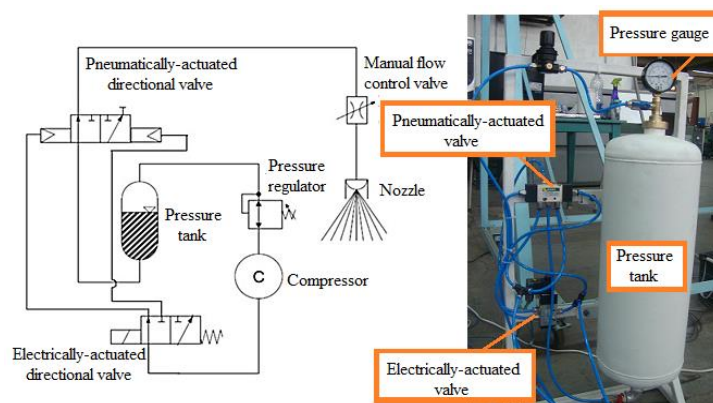 Pneumatically-actuated
directional valve
Manual flow
control valve
Pressure
regulator
Nozzle
Pressure
tank
C
Compressor
Electrically-actuated
directional valve
Pressure gauge
Pneumatically-actuated
valve
Pressure
tank
Electrically-actuated
valve